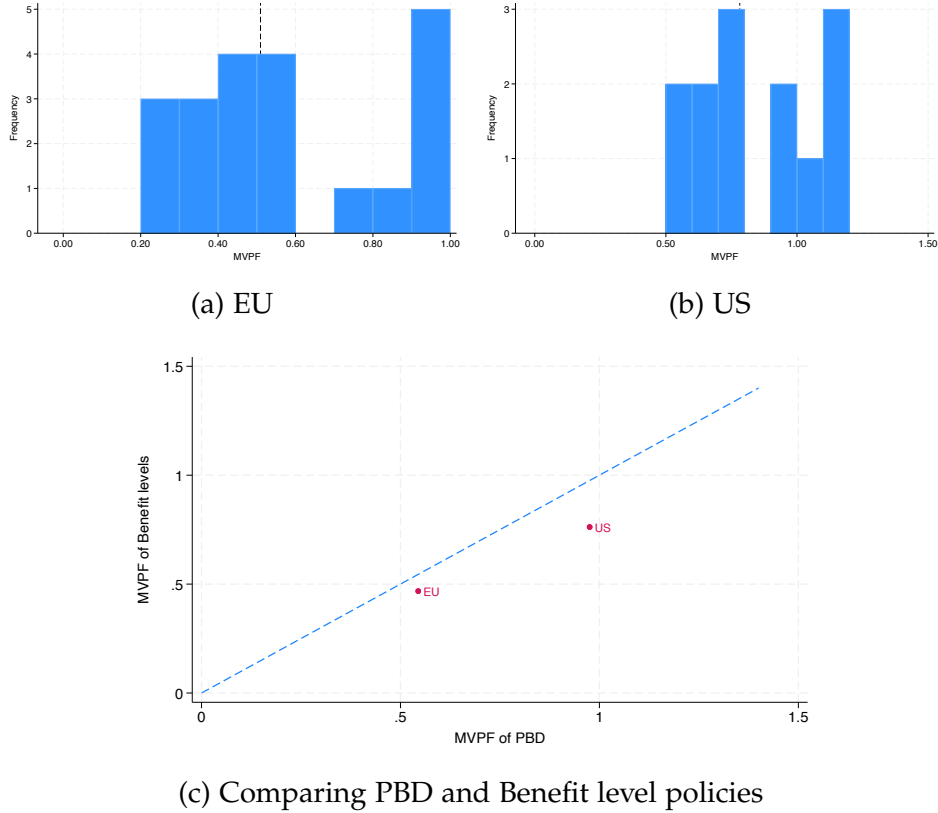 5
4
3
2
1
0
Frequency
0.00 0.20 0.40 0.60 0.80 1.00
MVPF
(a) EU
3
2
1
0
Frequency
0.00 0.50 1.00 1.50
MVPF
(b) US
1.5
1
.5
0
MVPF of Benefit levels
US
EU
0 .5 1 1.5
MVPF of PBD
(c) Comparing PBD and Benefit level policies